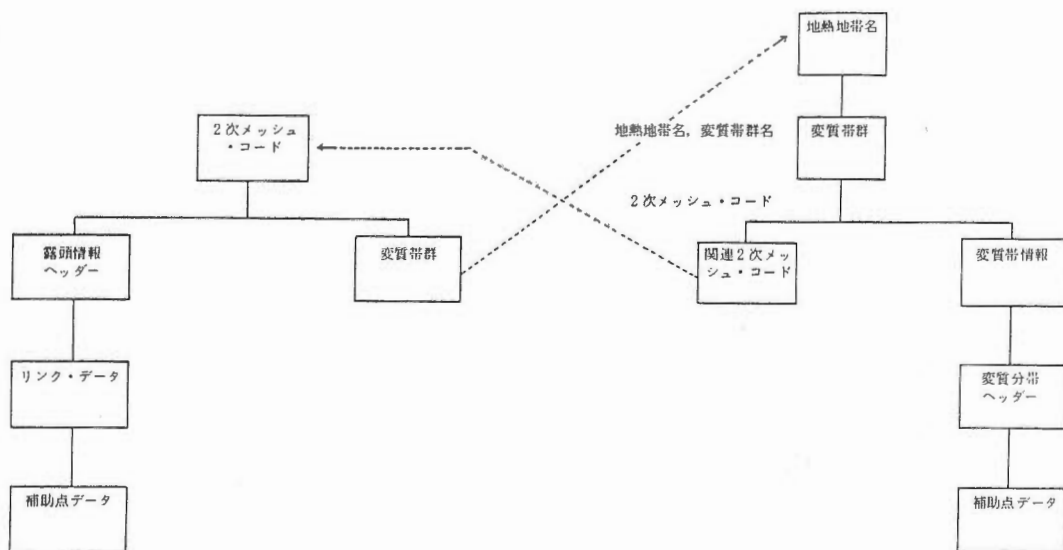 地熱地帯名
2次メッシュ
・コード
地熱地帯名，変質帯群名
変質帯群
2次メッシュ・コード
露頭情報
ヘッダー
変質帯群
関連2次メッ
シュ・コード
変質帯情報
リンク・データ
変質分帯
ヘッダー
補助点データ
補助点データ